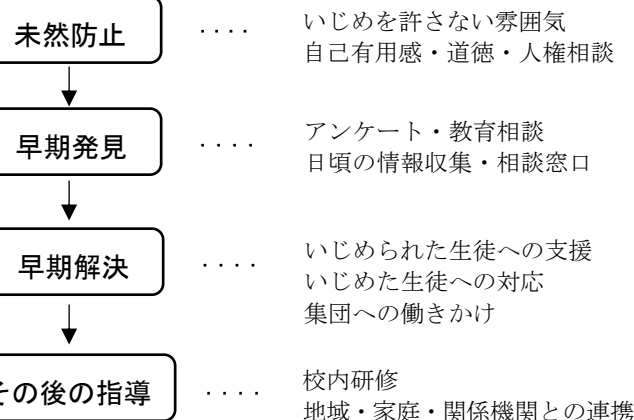 未然防止 ････ いじめを許さない雰囲気
自己有用感・道徳・人権相談
早期発見 ････ アンケート・教育相談
日頃の情報収集・相談窓口
早期解決 ････ いじめられた生徒への支援
いじめた生徒への対応
集団への働きかけ
その後の指導 ････ 校内研修
地域・家庭・関係機関との連携